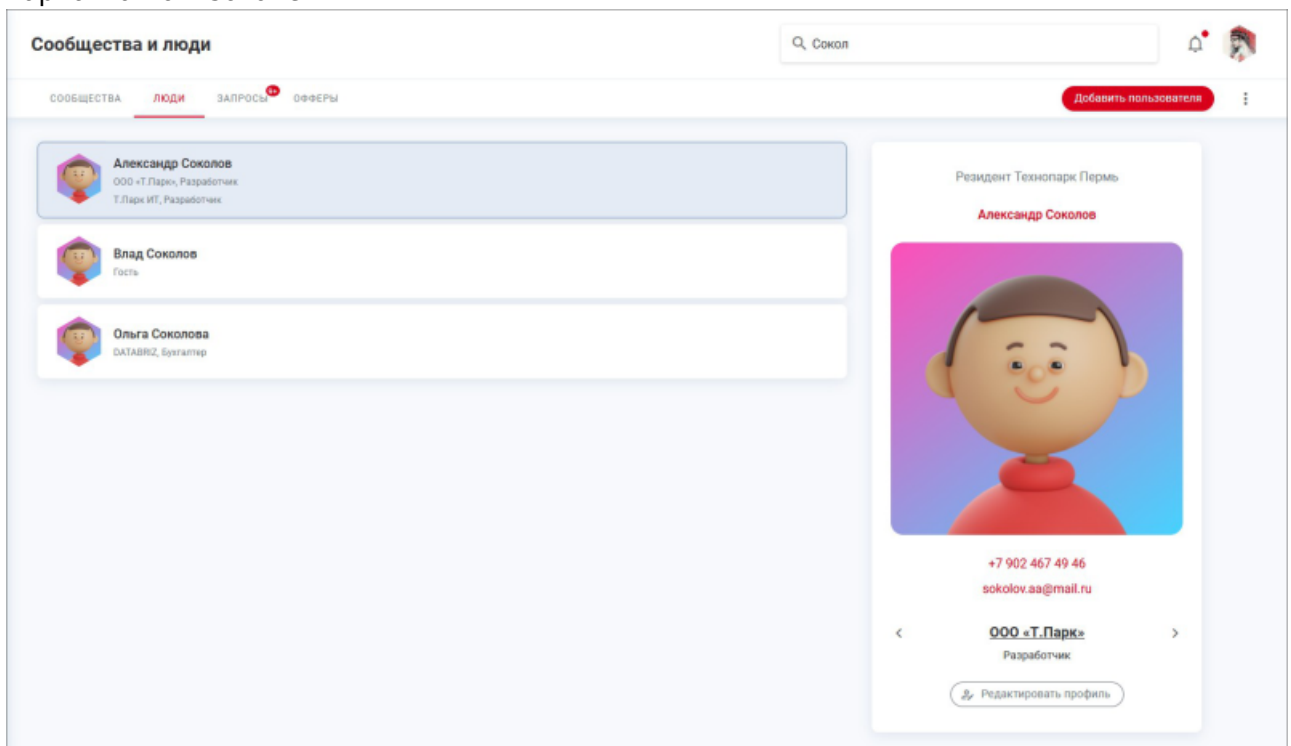 Сообщества и люди
Сокол
СООБЩЕСТВА ЛЮДИ ЗАПРОСЫ 9+ ОФФЕРЫ
Добавить пользователя
Александр Соколов
ООО «Т.Парк», Разработчик
Т.Парк ИТ, Разработчик
Влад Соколов
Гость
Ольга Соколова
DATABRIZ, Бухгалтер
Резидент Технопарк Пермь
Александр Соколов
+7 902 467 49 46
sokolov.aa@mail.ru
ООО «Т.Парк»
Разработчик
Редактировать профиль